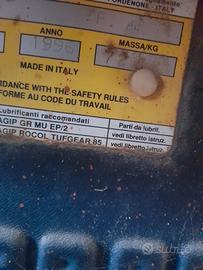 PORDENONE - ITALY
ANNO
1996
MASSA/KG
MADE IN ITALY
DANCE WITH THE SAFETY RULES
FORME AU CODE DU TRAVAIL
Lubrificanti raccomandati
Parti da lubrif.
AGIP GR MU EP/2
vedi libretto istruz.
AGIP ROCOL TUFGEAR 85
vedi libretto istruz.
Subito